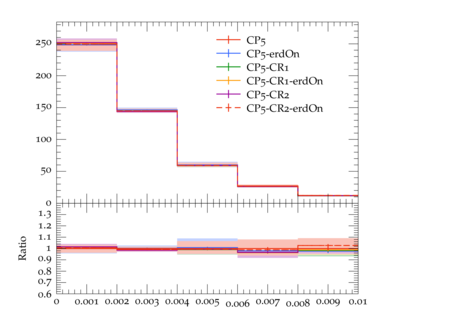 250
200
150
100
50
0
CP5
CP5-erdOn
CP5-CR1
CP5-CR1-erdOn
CP5-CR2
CP5-CR2-erdOn
Ratio
1.3
1.2
1.1
1
0.9
0.8
0.7
0.6
0 0.001 0.002 0.003 0.004 0.005 0.006 0.007 0.008 0.009 0.01